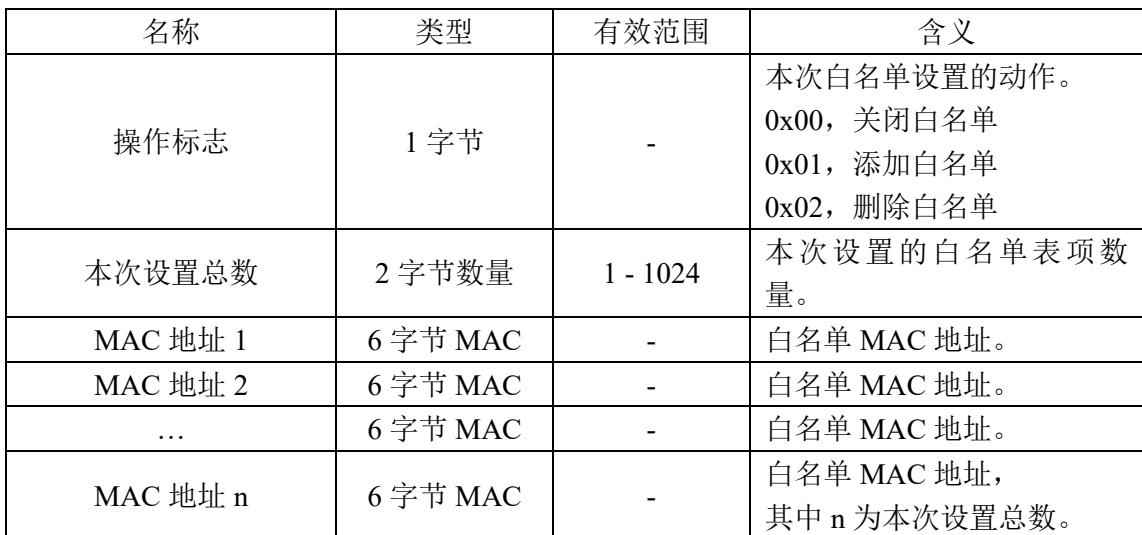 名称 类型 有效范围 含义
操作标志 1 字节 - 本次白名单设置的动作。
0x00，关闭白名单
0x01，添加白名单
0x02，删除白名单
本次设置总数 2 字节数量 1 - 1024 本次设置的白名单表项数
量。
MAC 地址 1 6 字节 MAC - 白名单 MAC 地址。
MAC 地址 2 6 字节 MAC - 白名单 MAC 地址。
… 6 字节 MAC - 白名单 MAC 地址。
MAC 地址 n 6 字节 MAC - 白名单 MAC 地址，
其中 n 为本次设置总数。